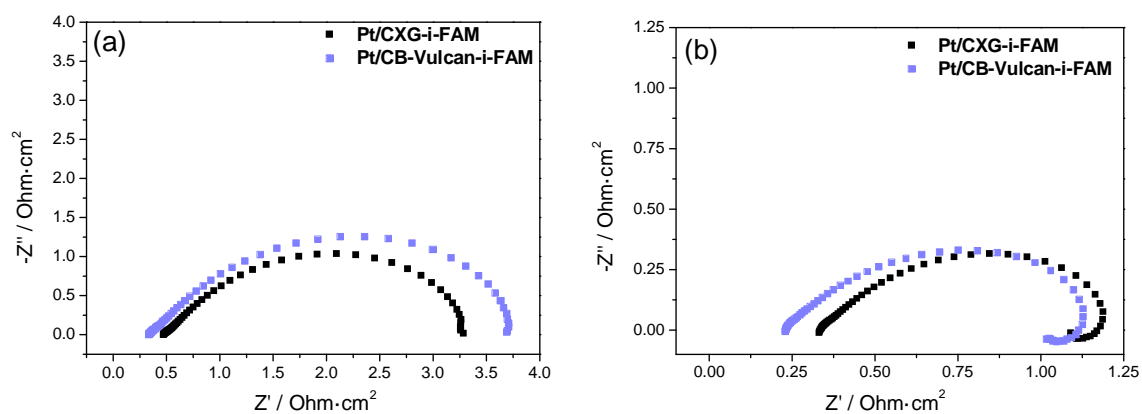 (a)
Pt/CXG-i-FAM
Pt/CB-Vulcan-i-FAM
4.0
3.5
3.0
2.5
2.0
1.5
1.0
0.5
0.0
-Z'' / Ohm·cm²
0.0 0.5 1.0 1.5 2.0 2.5 3.0 3.5 4.0
Z' / Ohm·cm²
(b)
Pt/CXG-i-FAM
Pt/CB-Vulcan-i-FAM
1.25
1.00
0.75
0.50
0.25
0.00
-Z'' / Ohm·cm²
0.00 0.25 0.50 0.75 1.00 1.25
Z' / Ohm·cm²